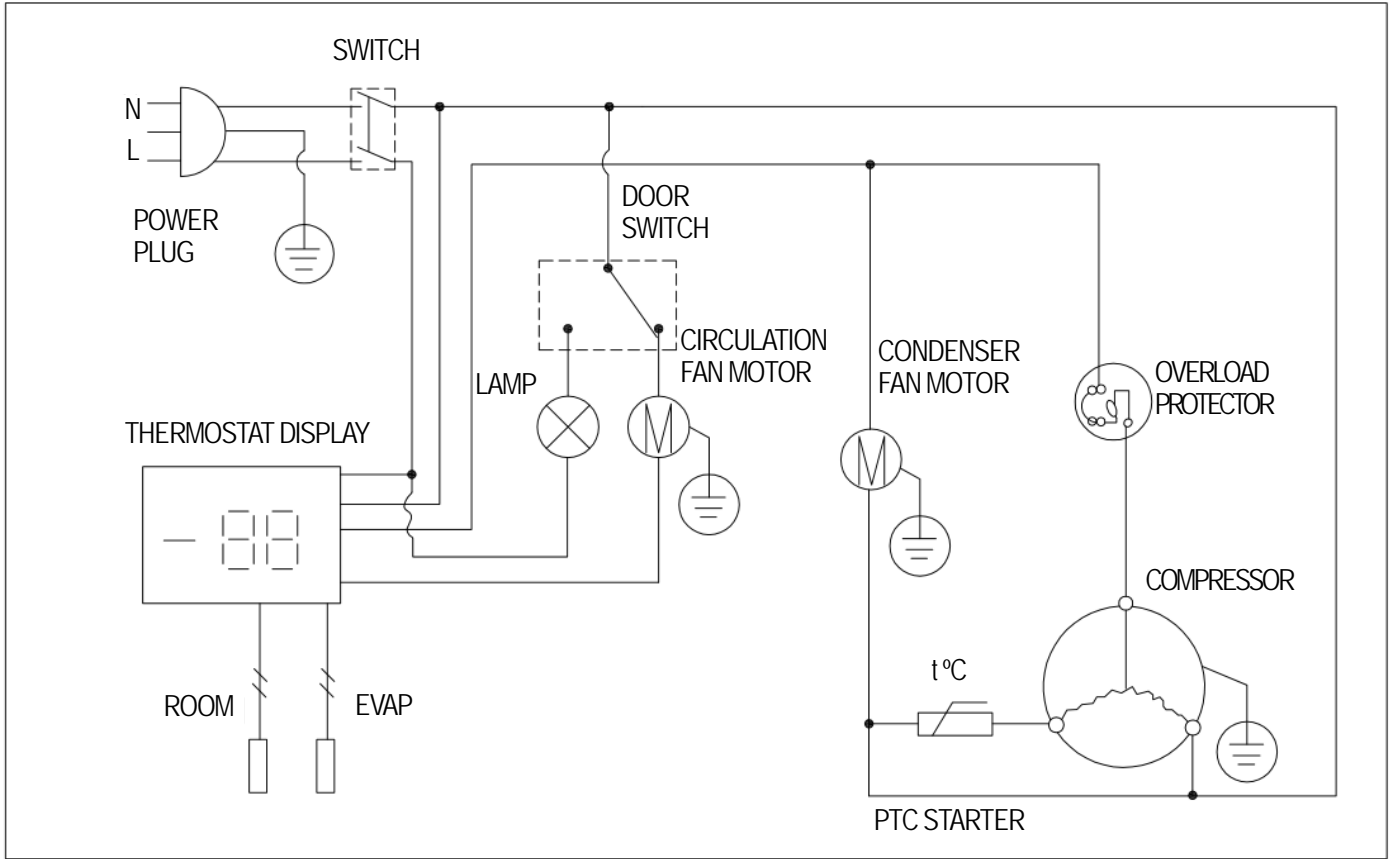 SWITCH
N
L
POWER
PLUG
DOOR
SWITCH
CIRCULATION
FAN MOTOR
LAMP
CONDENSER
FAN MOTOR
OVERLOAD
PROTECTOR
THERMOSTAT DISPLAY
M
M
COMPRESSOR
t ºC
ROOM
EVAP
PTC STARTER